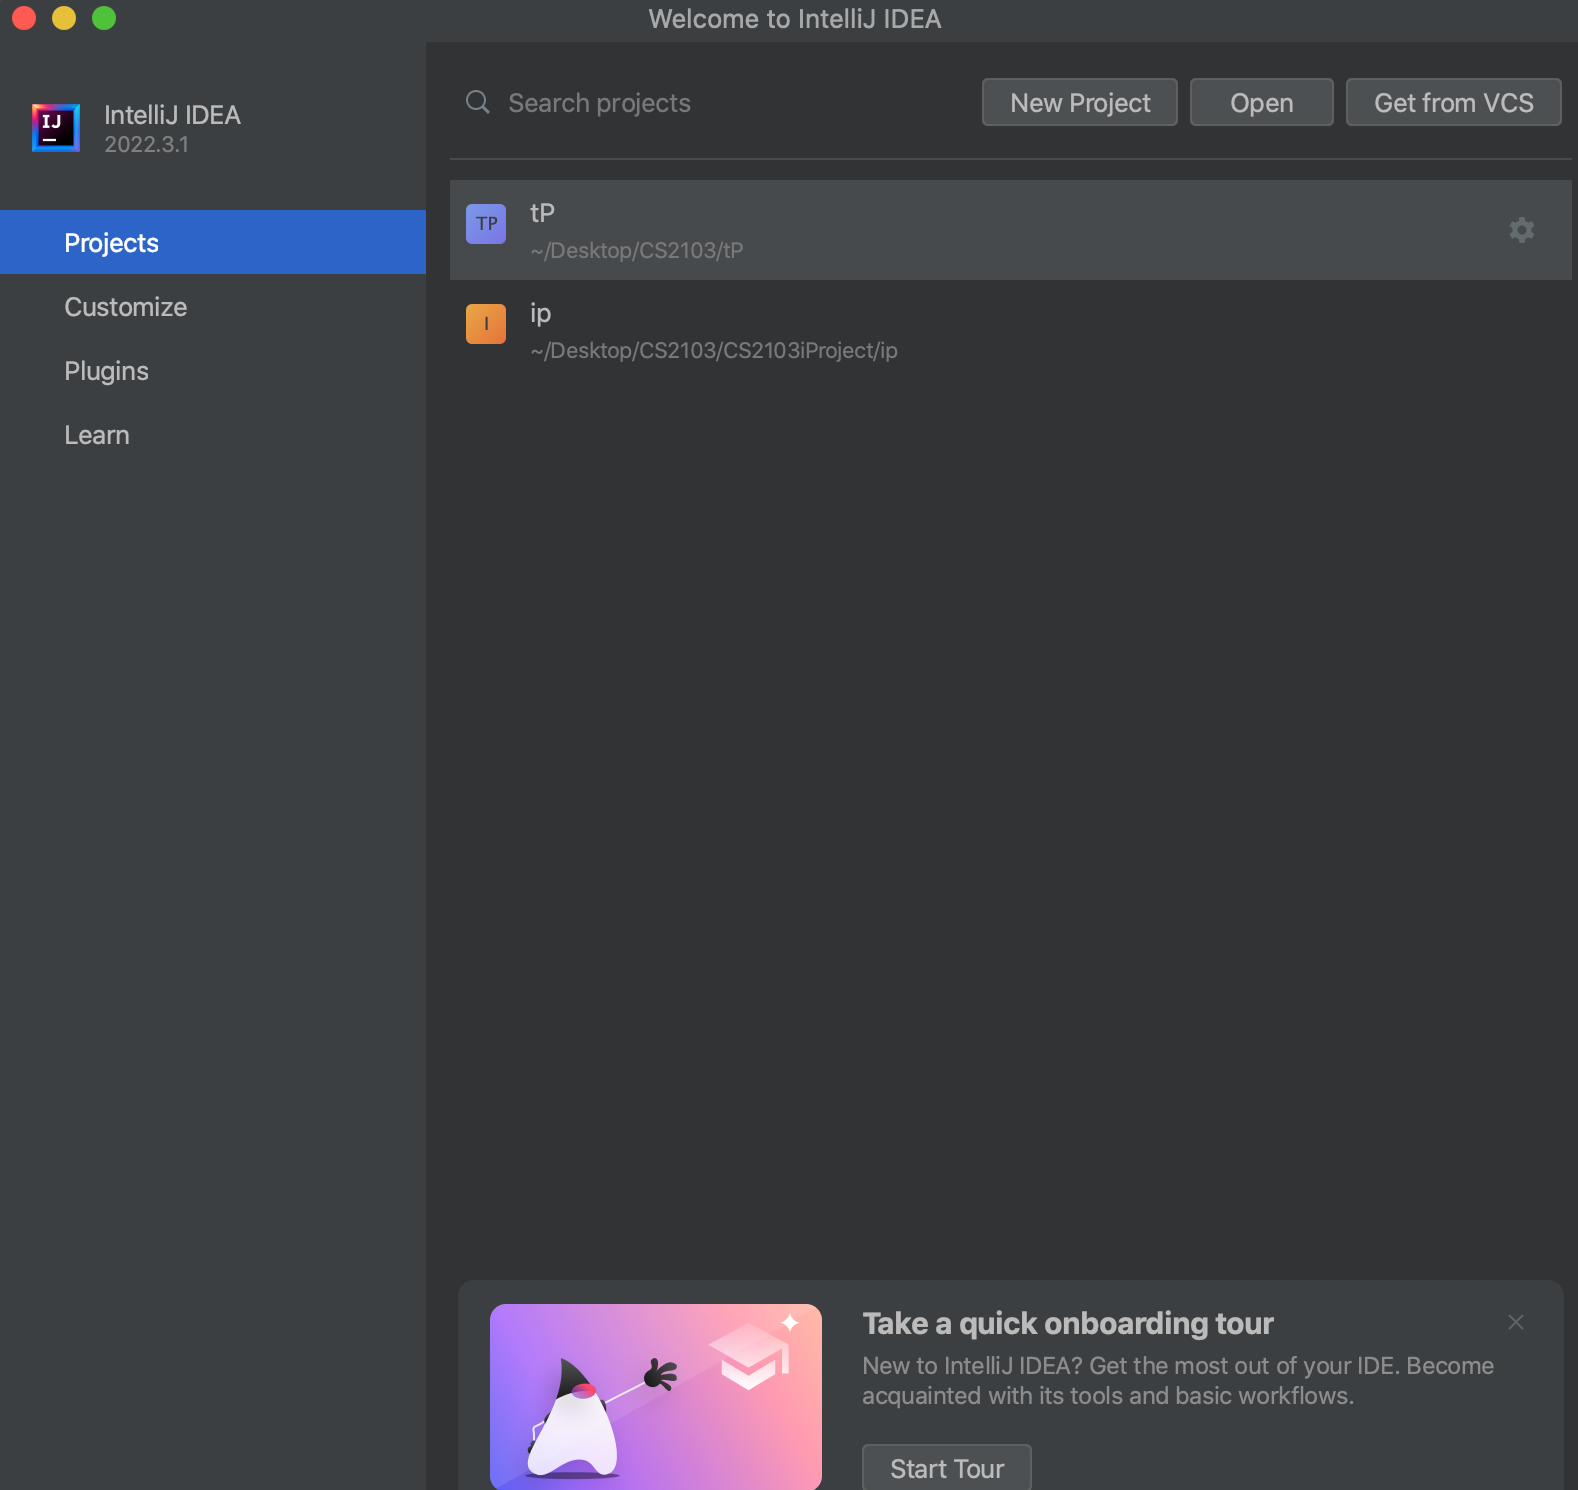 Welcome to IntelliJ IDEA
IJ
IntelliJ IDEA
2022.3.1
Projects
Customize
Plugins
Learn
Search projects
New Project
Open
Get from VCS
TP
tP
~/Desktop/CS2103/tP
I
ip
~/Desktop/CS2103/CS2103iProject/ip
Take a quick onboarding tour
New to IntelliJ IDEA? Get the most out of your IDE. Become
acquainted with its tools and basic workflows.
Start Tour